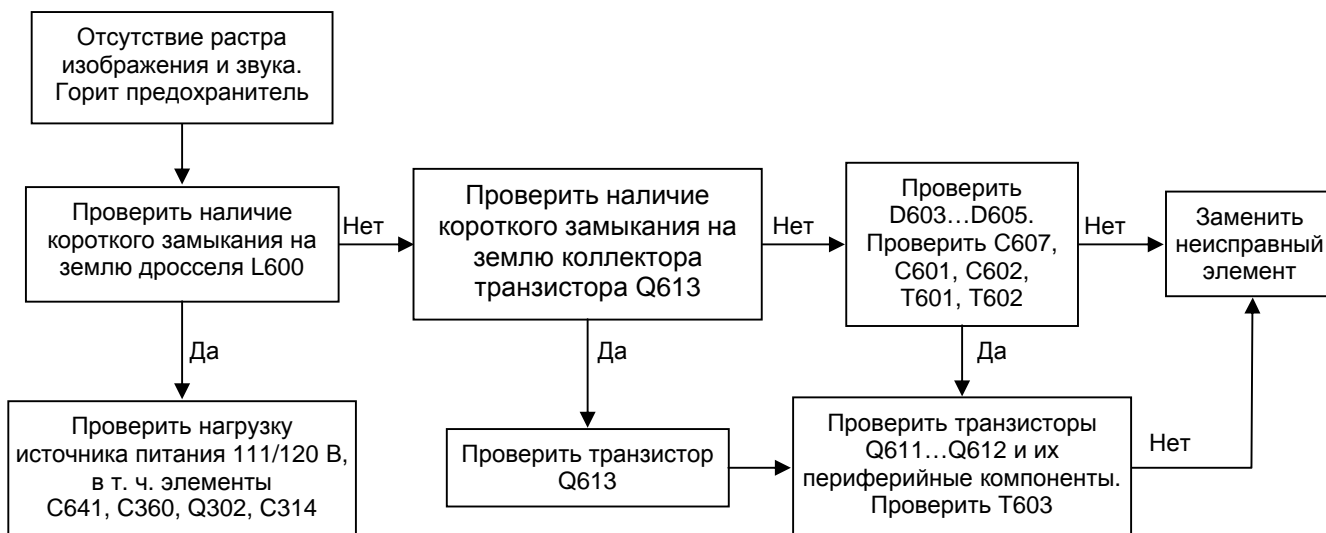 Отсутствие растра
изображения и звука.
Горит предохранитель
Проверить наличие
короткого замыкания на
землю дросселя L600
Нет
Проверить наличие
короткого замыкания на
землю коллектора
транзистора Q613
Нет
Проверить
D603…D605.
Проверить C607,
C601, C602,
T601, T602
Нет
Заменить
неисправный
элемент
Да
Да
Да
Проверить нагрузку
источника питания 111/120 В,
в т. ч. элементы
C641, C360, Q302, C314
Проверить транзистор
Q613
Проверить транзисторы
Q611…Q612 и их
периферийные компоненты.
Проверить T603
Нет